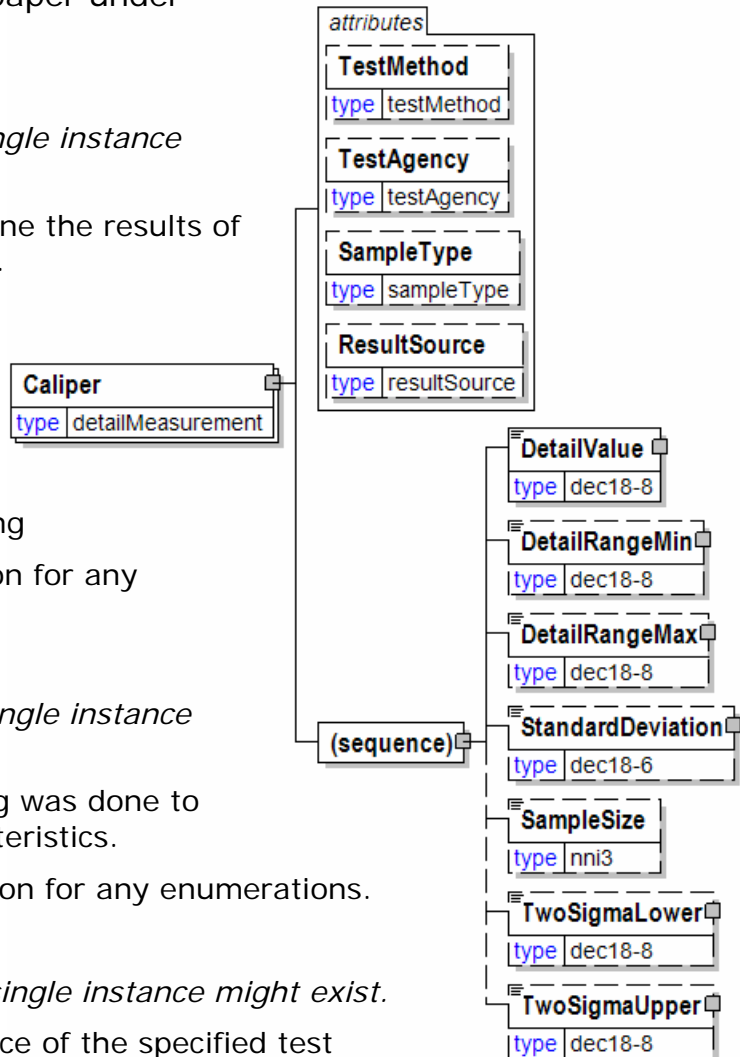 paper under
ngle instance
ne the results of
.
ng
on for any
ngle instance
g was done to
teristics.
ion for any enumerations.
single instance might exist.
ce of the specified test
attributes
TestMethod
type testMethod
TestAgency
type testAgency
SampleType
type sampleType
ResultSource
type resultSource
Caliper
type detailMeasurement
(sequence)
DetailValue
type dec18-8
DetailRangeMin
type dec18-8
DetailRangeMax
type dec18-8
StandardDeviation
type dec18-6
SampleSize
type nni3
TwoSigmaLower
type dec18-8
TwoSigmaUpper
type dec18-8